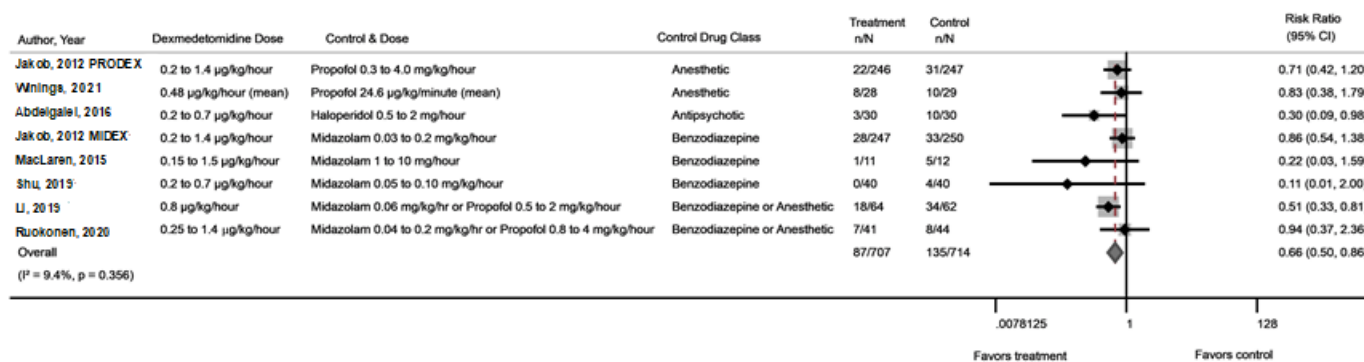 Author, Year Dexmedetomidine Dose Control & Dose Control Drug Class Treatment n/N Control n/N Risk Ratio (95% CI)
Jakob, 2012 PRODEX 0.2 to 1.4 µg/kg/hour Propofol 0.3 to 4.0 mg/kg/hour Anesthetic 22/246 31/247 0.71 (0.42, 1.20
Winings, 2021 0.48 µg/kg/hour (mean) Propofol 24.6 µg/kg/minute (mean) Anesthetic 8/28 10/29 0.83 (0.38, 1.79
Abdelgalel, 2016 0.2 to 0.7 µg/kg/hour Haloperidol 0.5 to 2 mg/hour Antipsychotic 3/30 10/30 0.30 (0.09, 0.98
Jakob, 2012 MIDEX 0.2 to 1.4 µg/kg/hour Midazolam 0.03 to 0.2 mg/kg/hour Benzodiazepine 28/247 33/250 0.86 (0.54, 1.38
MacLaren, 2015 0.15 to 1.5 µg/kg/hour Midazolam 1 to 10 mg/hour Benzodiazepine 1/11 5/12 0.22 (0.03, 1.59
Shu, 2019 0.2 to 0.7 µg/kg/hour Midazolam 0.05 to 0.10 mg/kg/hour Benzodiazepine 0/40 4/40 0.11 (0.01, 2.00
Li, 2019 0.8 µg/kg/hour Midazolam 0.06 mg/kg/hr or Propofol 0.5 to 2 mg/kg/hour Benzodiazepine or Anesthetic 18/64 34/62 0.51 (0.33, 0.81
Ruokonen, 2020 0.25 to 1.4 µg/kg/hour Midazolam 0.04 to 0.2 mg/kg/hr or Propofol 0.8 to 4 mg/kg/hour Benzodiazepine or Anesthetic 7/41 8/44 0.94 (0.37, 2.36
Overall 87/707 135/714 0.66 (0.50, 0.86
(I² = 9.4%, p = 0.356)
.0078125 1 128
Favors treatment Favors control